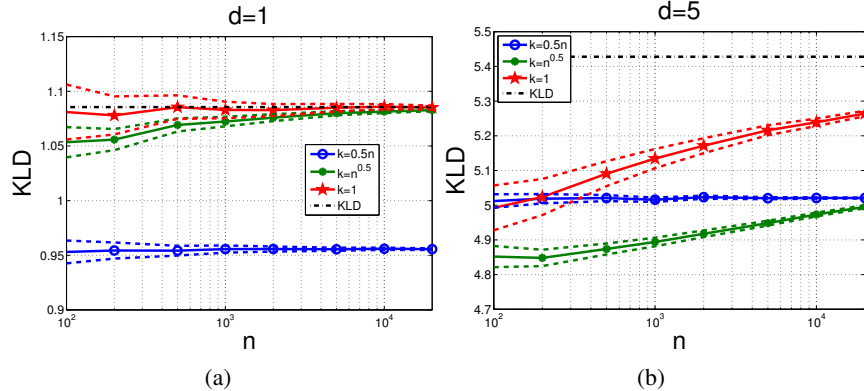 d=1
1.15
1.1
1.05
1
0.95
0.9
KLD
k=0.5n
k=n^0.5
k=1
KLD
10^2
10^3
10^4
n
(a)
d=5
5.5
5.4
5.3
5.2
5.1
5
4.9
4.8
4.7
KLD
k=0.5n
k=n^0.5
k=1
KLD
10^2
10^3
10^4
n
(b)